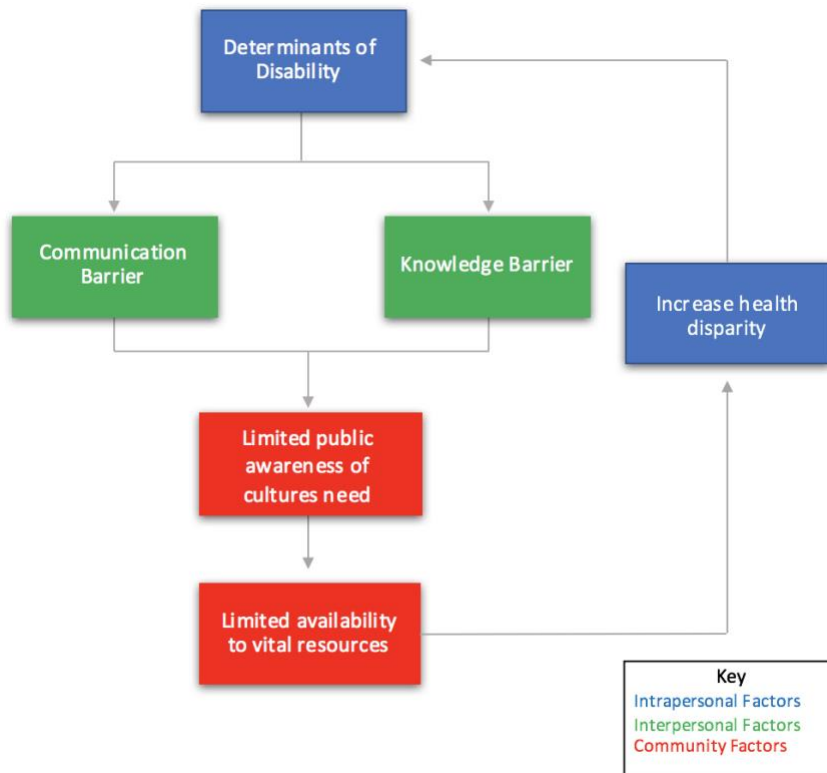 Determinants of
Disability
Communication
Barrier
Knowledge Barrier
Increase health
disparity
Limited public
awareness of
cultures need
Limited availability
to vital resources
Key
Intrapersonal Factors
Interpersonal Factors
Community Factors